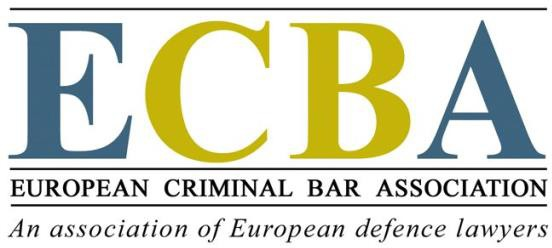 ECBA
EUROPEAN CRIMINAL BAR ASSOCIATION
An association of European defence lawyers